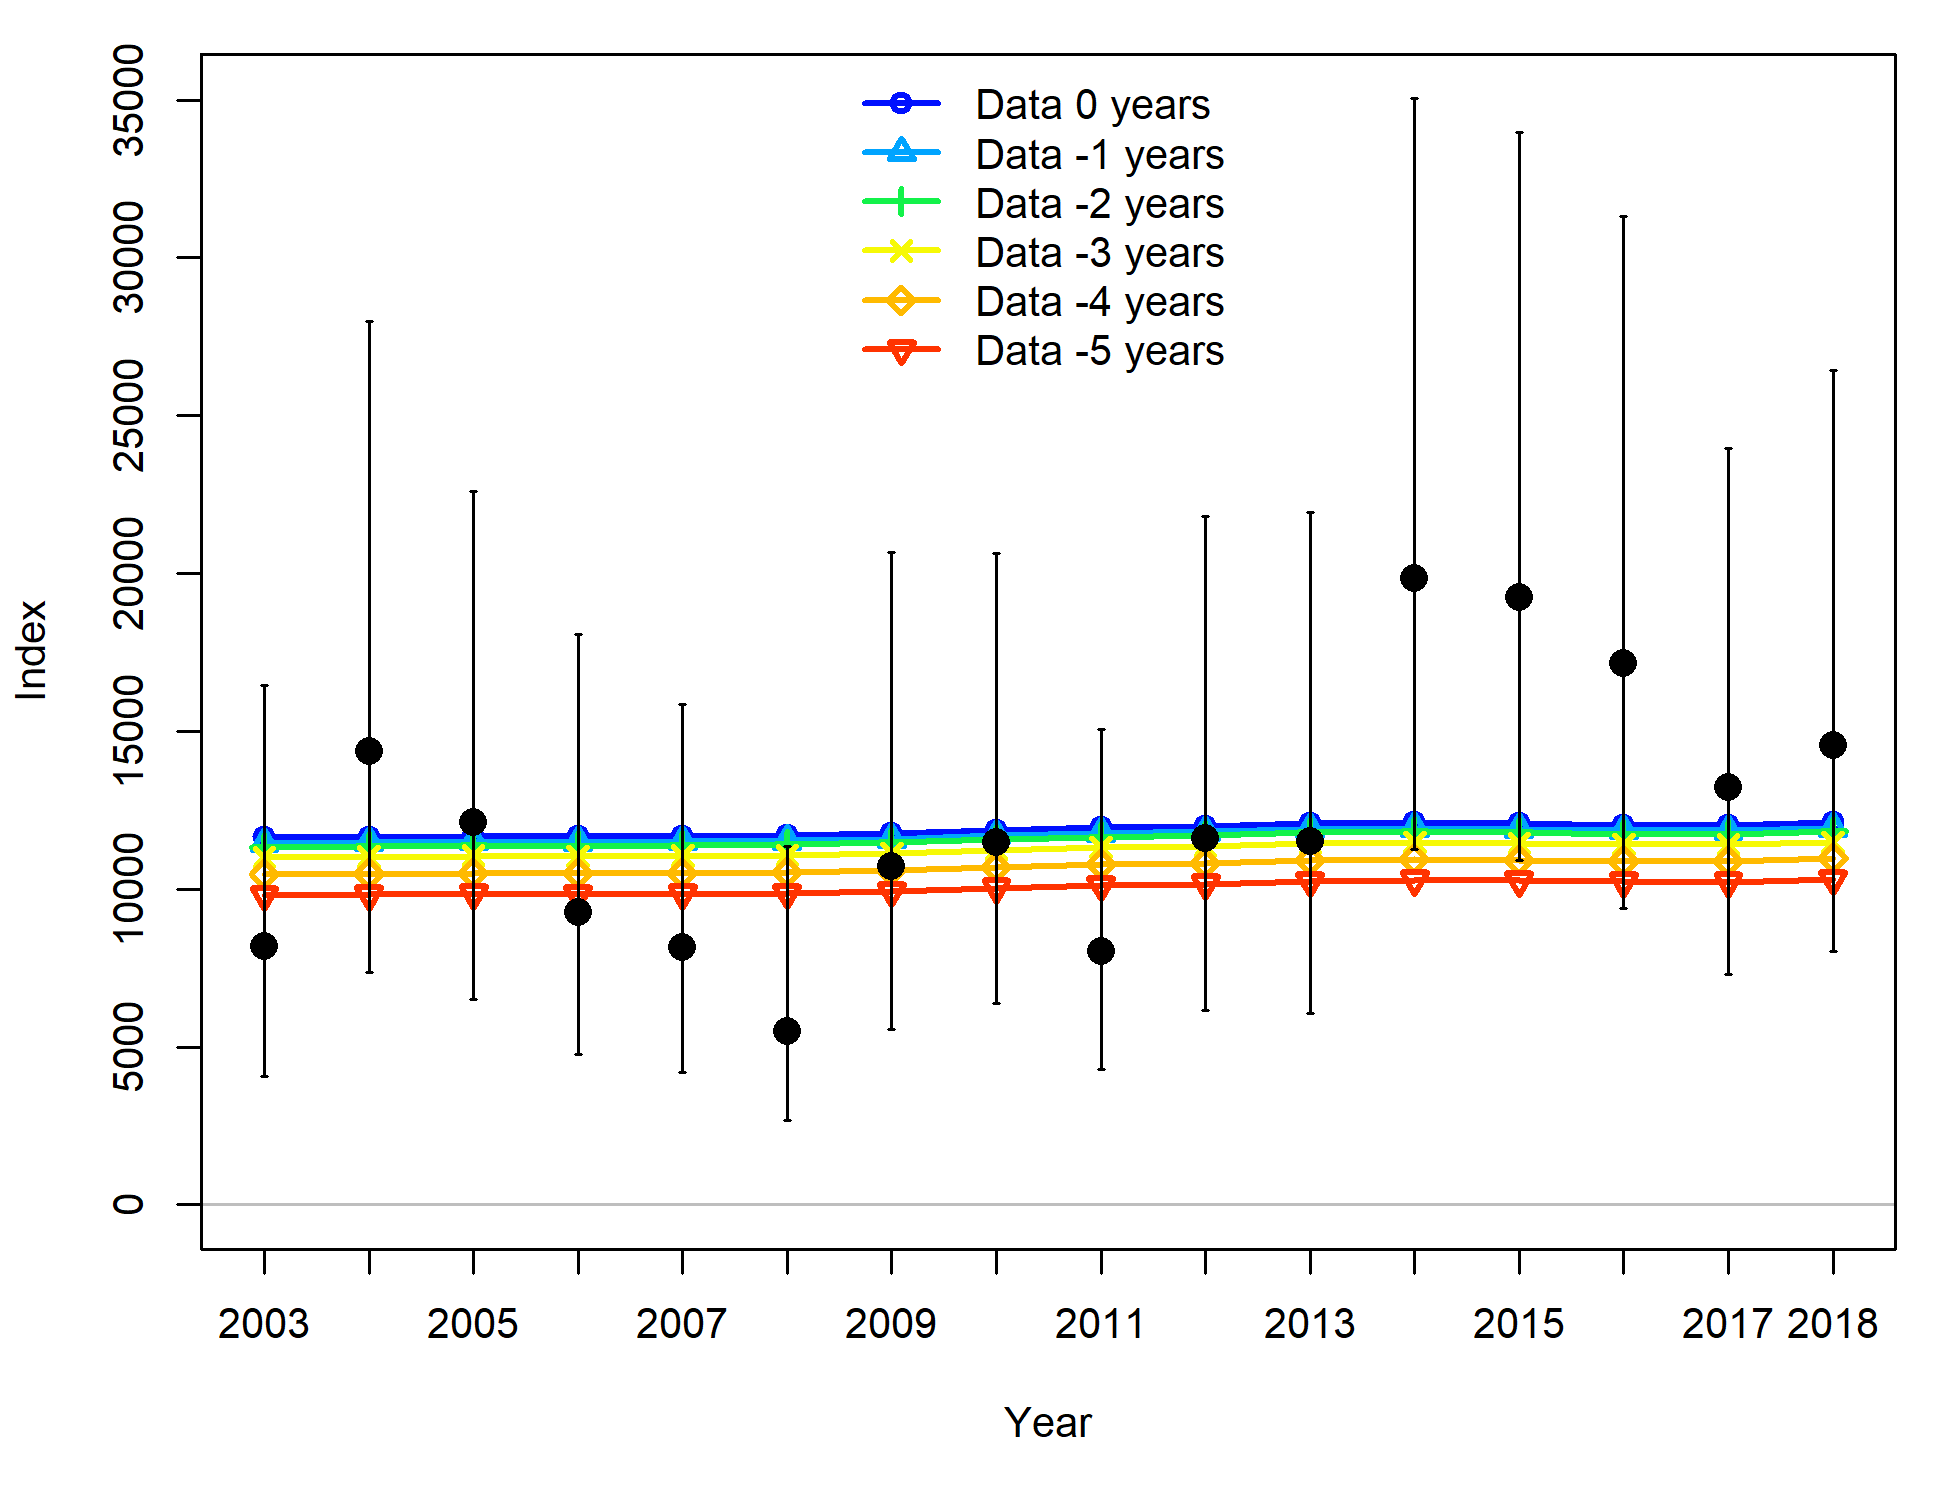 35000
30000
25000
20000
15000
10000
5000
0
Index
Data 0 years
Data -1 years
Data -2 years
Data -3 years
Data -4 years
Data -5 years
2003 2005 2007 2009 2011 2013 2015 2017 2018
Year